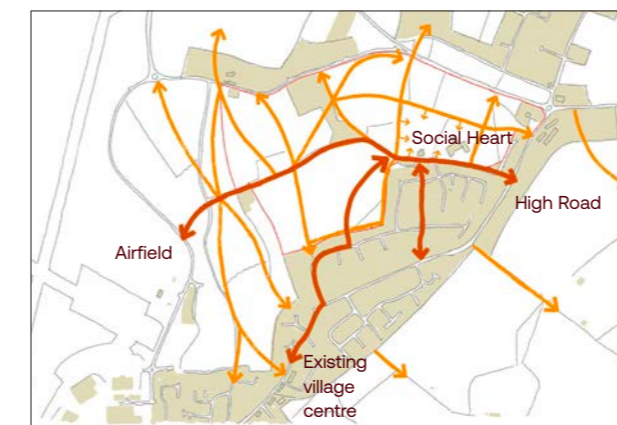 Social Heart
High Road
Airfield
Existing
village
centre